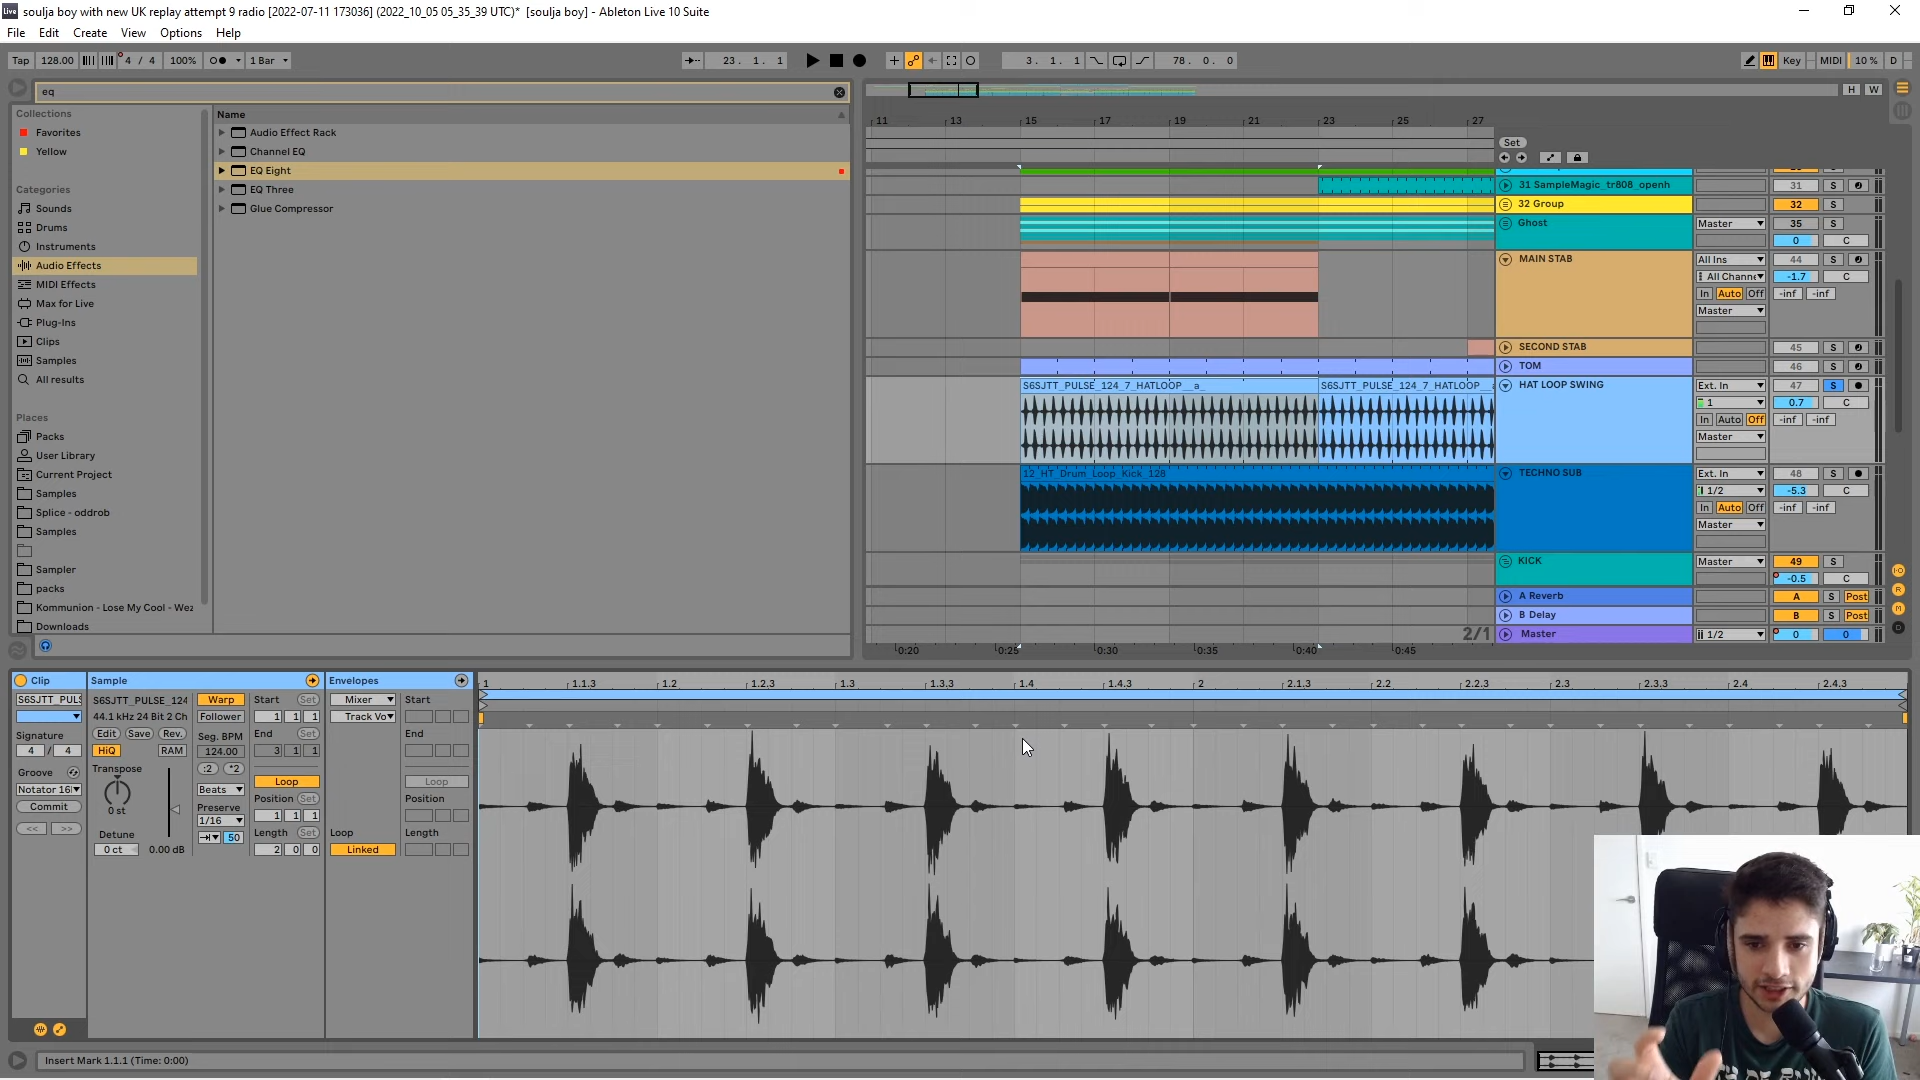 soulja boy with new UK replay attempt 9 radio [2022-07-11 173036] (2022_10_05 05_35_39 UTC)* [soulja boy] - Ableton Live 10 Suite
File Edit Create View Options Help
Tap 128.00 4 / 4 100% 1 Bar 23. 1. 1 3. 1. 1 78. 0. 0 Key MIDI 10 % D
eq
H W
Collections
Favorites
Yellow
Categories
Sounds
Drums
Instruments
Audio Effects
MIDI Effects
Max for Live
Plug-Ins
Clips
Samples
All results
Places
Packs
User Library
Current Project
Samples
Splice - oddrob
Samples
Sampler
packs
Kommunion - Lose My Cool - Wez
Downloads
Name
Audio Effect Rack
Channel EQ
EQ Eight
EQ Three
Glue Compressor
11 13 15 17 19 21 23 25 27
Set
31 SampleMagic_tr808_openh 31 S
32 Group 32 S
Ghost Master 35 S
0 C
MAIN STAB All Ins 44 S
All Channe -1.7 C
In Auto Off -inf -inf
Master
SECOND STAB 45 S
TOM 46 S
S6SJTT_PULSE_124_7_HATLOOP__a_ S6SJTT_PULSE_124_7_HATLOOP__a HAT LOOP SWING Ext. In 47 S
1 0.7 C
In Auto Off -inf -inf
Master
12_HT_Drum_Loop_Kick_128 TECHNO SUB Ext. In 48 S
1/2 -5.3 C
In Auto Off -inf -inf
Master
KICK Master 49 S
-0.5 C
A Reverb A S Post
B Delay B S Post
2/1 Master 1/2 0 0
0:20 0:25 0:30 0:35 0:40 0:45
Clip
S6SJTT_PULS
Signature
4 / 4
Groove
Notator 16
Commit
<< >>
Sample
S6SJTT_PULSE_124
44.1 kHz 24 Bit 2 Ch
Edit Save Rev.
HiQ RAM
Transpose
0 st
Detune
0 ct 0.00 dB
Warp
Follower
Seg. BPM
124.00
:2 *2
Beats
Preserve
1/16
50
Start Set
1 1 1
End Set
3 1 1
Loop
Position Set
1 1 1
Length Set
2 0 0
Envelopes
Mixer
Track Vo
Loop
Linked
Start
End
Loop
Position
Length
1 1.1.3 1.2 1.2.3 1.3 1.3.3 1.4 1.4.3 2 2.1.3 2.2 2.2.3 2.3 2.3.3 2.4 2.4.3
Insert Mark 1.1.1 (Time: 0:00)